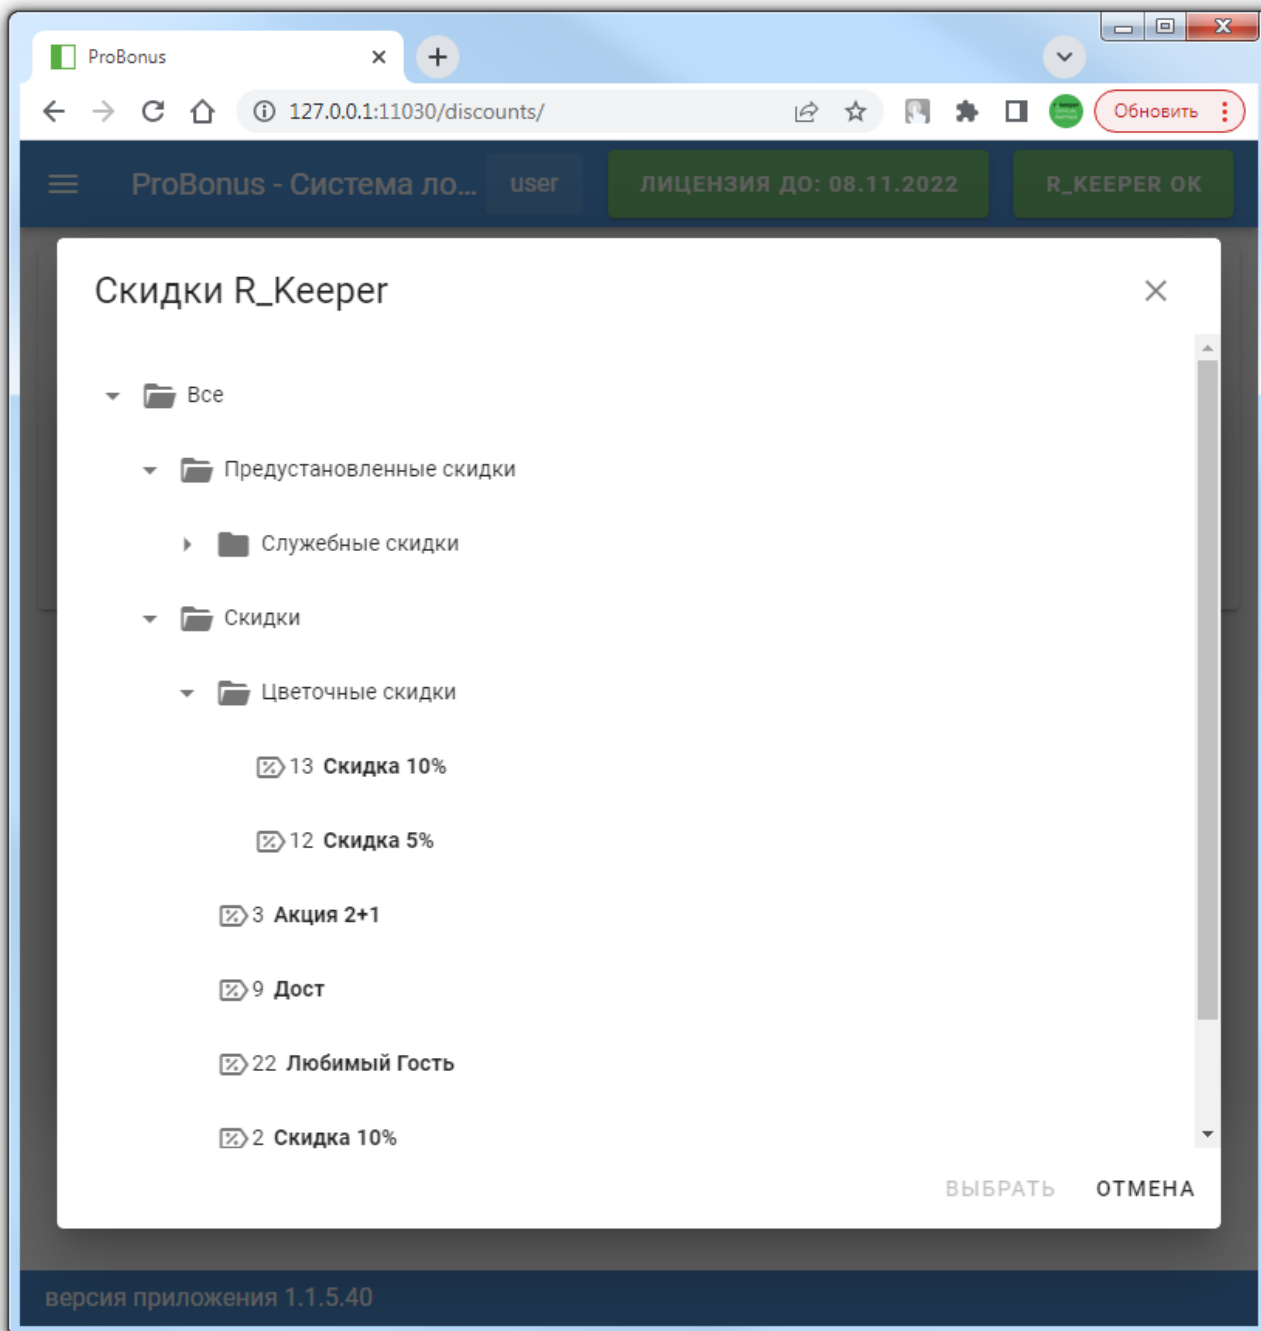 ProBonus
127.0.0.1:11030/discounts/
Обновить
ProBonus - Система ло...
user
ЛИЦЕНЗИЯ ДО: 08.11.2022
R_KEEPER OK
Скидки R_Keeper
Все
Предустановленные скидки
Служебные скидки
Скидки
Цветочные скидки
13 Скидка 10%
12 Скидка 5%
3 Акция 2+1
9 Дост
22 Любимый Гость
2 Скидка 10%
ВЫБРАТЬ
ОТМЕНА
версия приложения 1.1.5.40